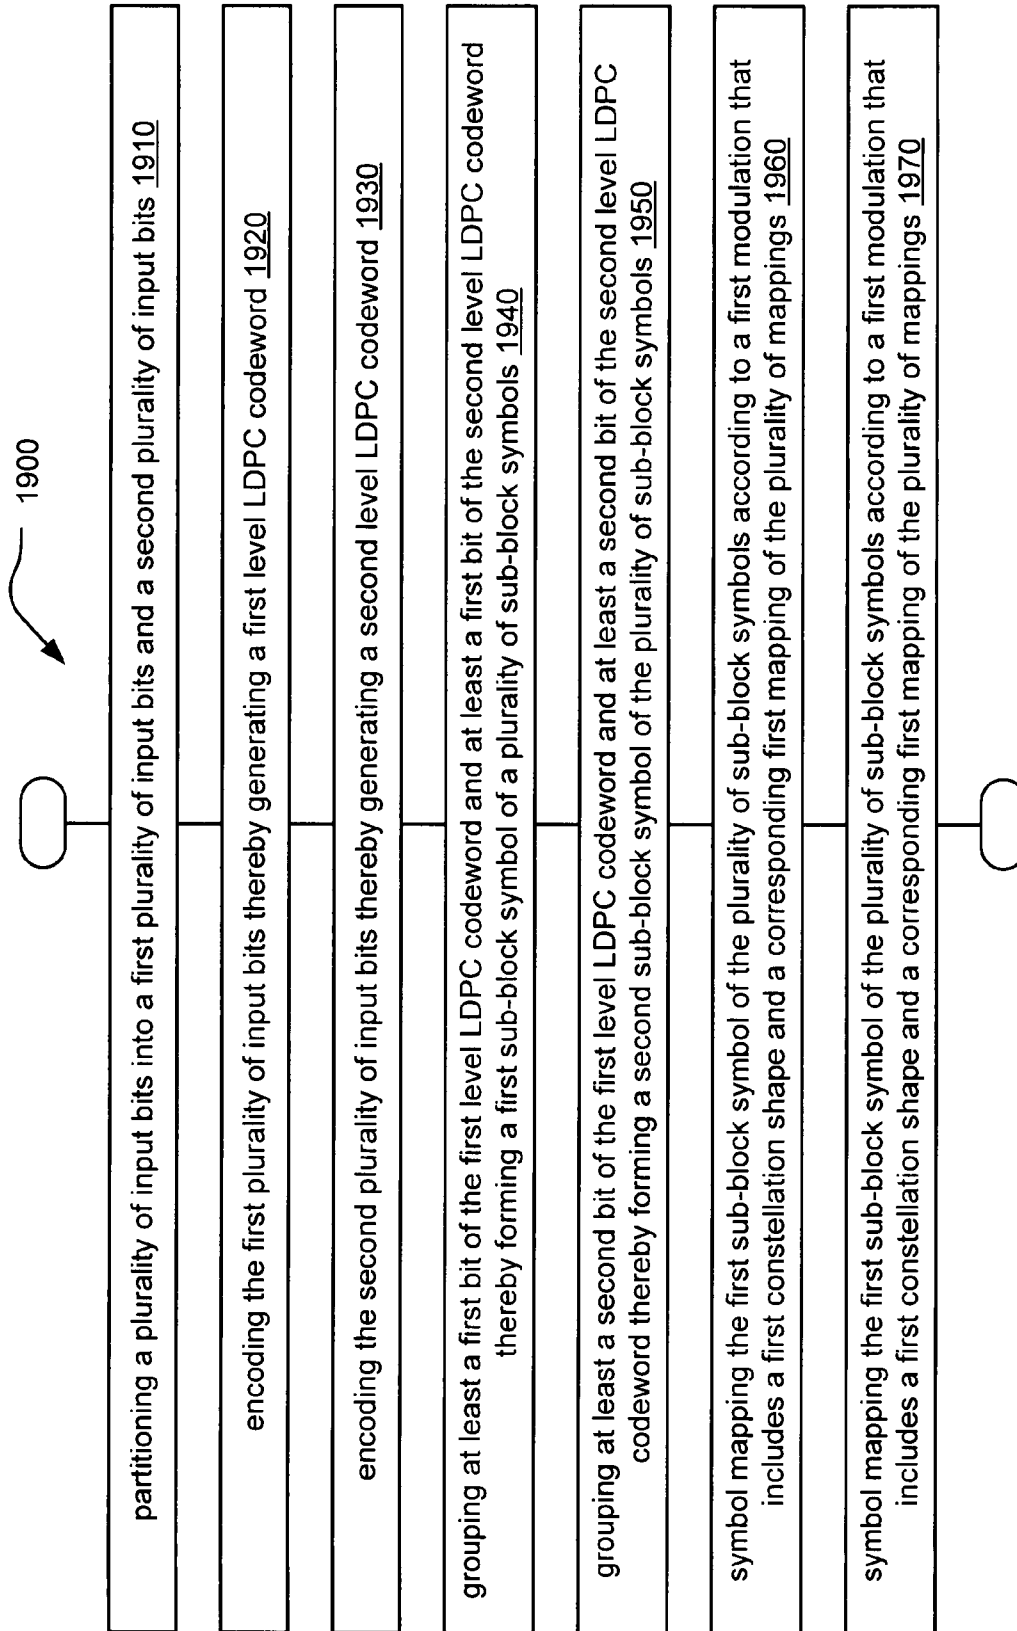 1900
partitioning a plurality of input bits into a first plurality of input bits and a second plurality of input bits 1910
encoding the first plurality of input bits thereby generating a first level LDPC codeword 1920
encoding the second plurality of input bits thereby generating a second level LDPC codeword 1930
grouping at least a first bit of the first level LDPC codeword and at least a first bit of the second level LDPC codeword
thereby forming a first sub-block symbol of a plurality of sub-block symbols 1940
grouping at least a second bit of the first level LDPC codeword and at least a second bit of the second level LDPC
codeword thereby forming a second sub-block symbol of the plurality of sub-block symbols 1950
symbol mapping the first sub-block symbol of the plurality of sub-block symbols according to a first modulation that
includes a first constellation shape and a corresponding first mapping of the plurality of mappings 1960
symbol mapping the first sub-block symbol of the plurality of sub-block symbols according to a first modulation that
includes a first constellation shape and a corresponding first mapping of the plurality of mappings 1970